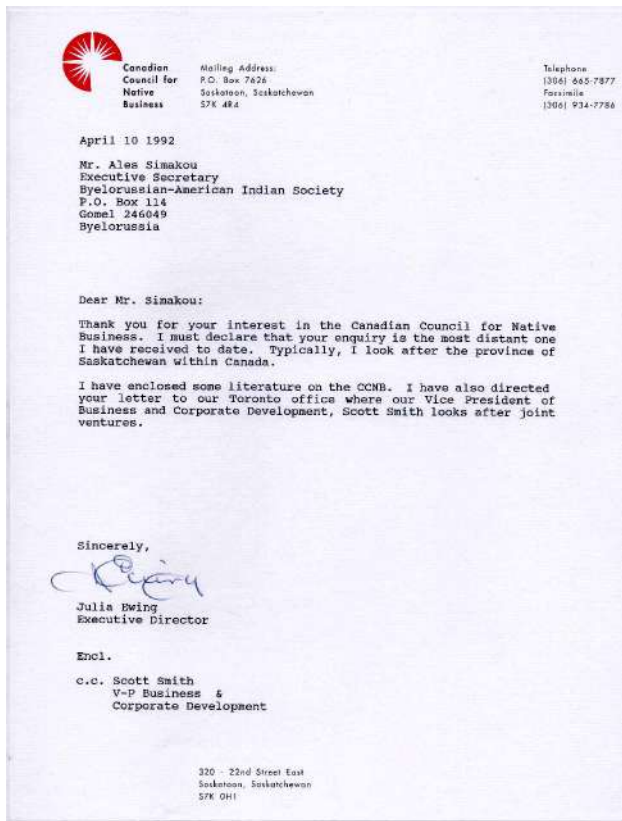 Canadian
Council for
Native
Business
Mailing Address:
P.O. Box 7626
Saskatoon, Saskatchewan
S7K 4R4
Telephone
(306) 665-7877
Facsimile
(306) 934-7786
April 10 1992
Mr. Ales Simakou
Executive Secretary
Byelorussian-American Indian Society
P.O. Box 114
Gomel 246049
Byelorussia
Dear Mr. Simakou:
Thank you for your interest in the Canadian Council for Native
Business. I must declare that your enquiry is the most distant one
I have received to date. Typically, I look after the province of
Saskatchewan within Canada.
I have enclosed some literature on the CCNB. I have also directed
your letter to our Toronto office where our Vice President of
Business and Corporate Development, Scott Smith looks after joint
ventures.
Sincerely,
Julia Ewing
Executive Director
Encl.
c.c. Scott Smith
V-P Business &
Corporate Development
320 - 22nd Street East
Saskatoon, Saskatchewan
S7K 0H1